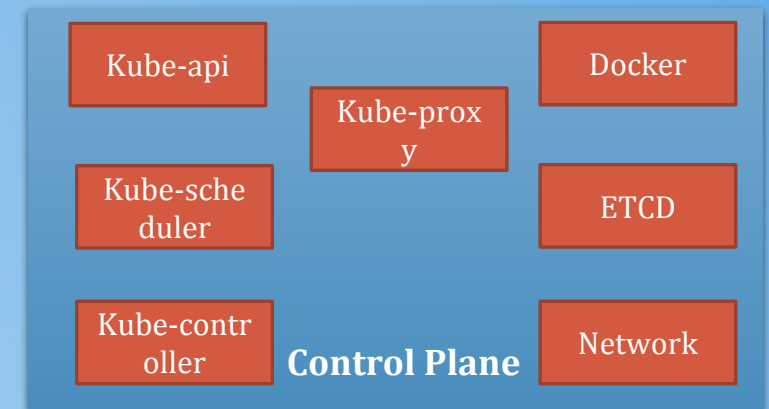 Kube-api
Docker
Kube-prox
y
Kube-sche
duler
ETCD
Kube-contr
oller
Control Plane
Network